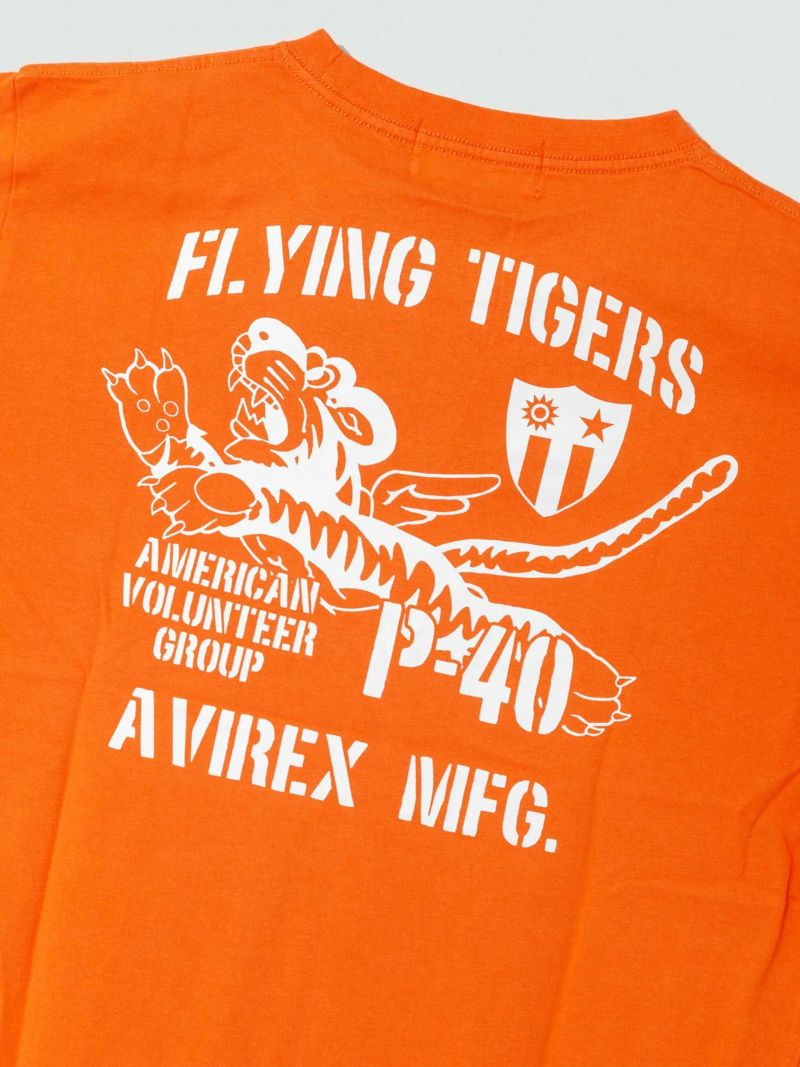 FLYING TIGERS
AMERICAN
VOLUNTEER
GROUP
P-40
AVIREX MFG.